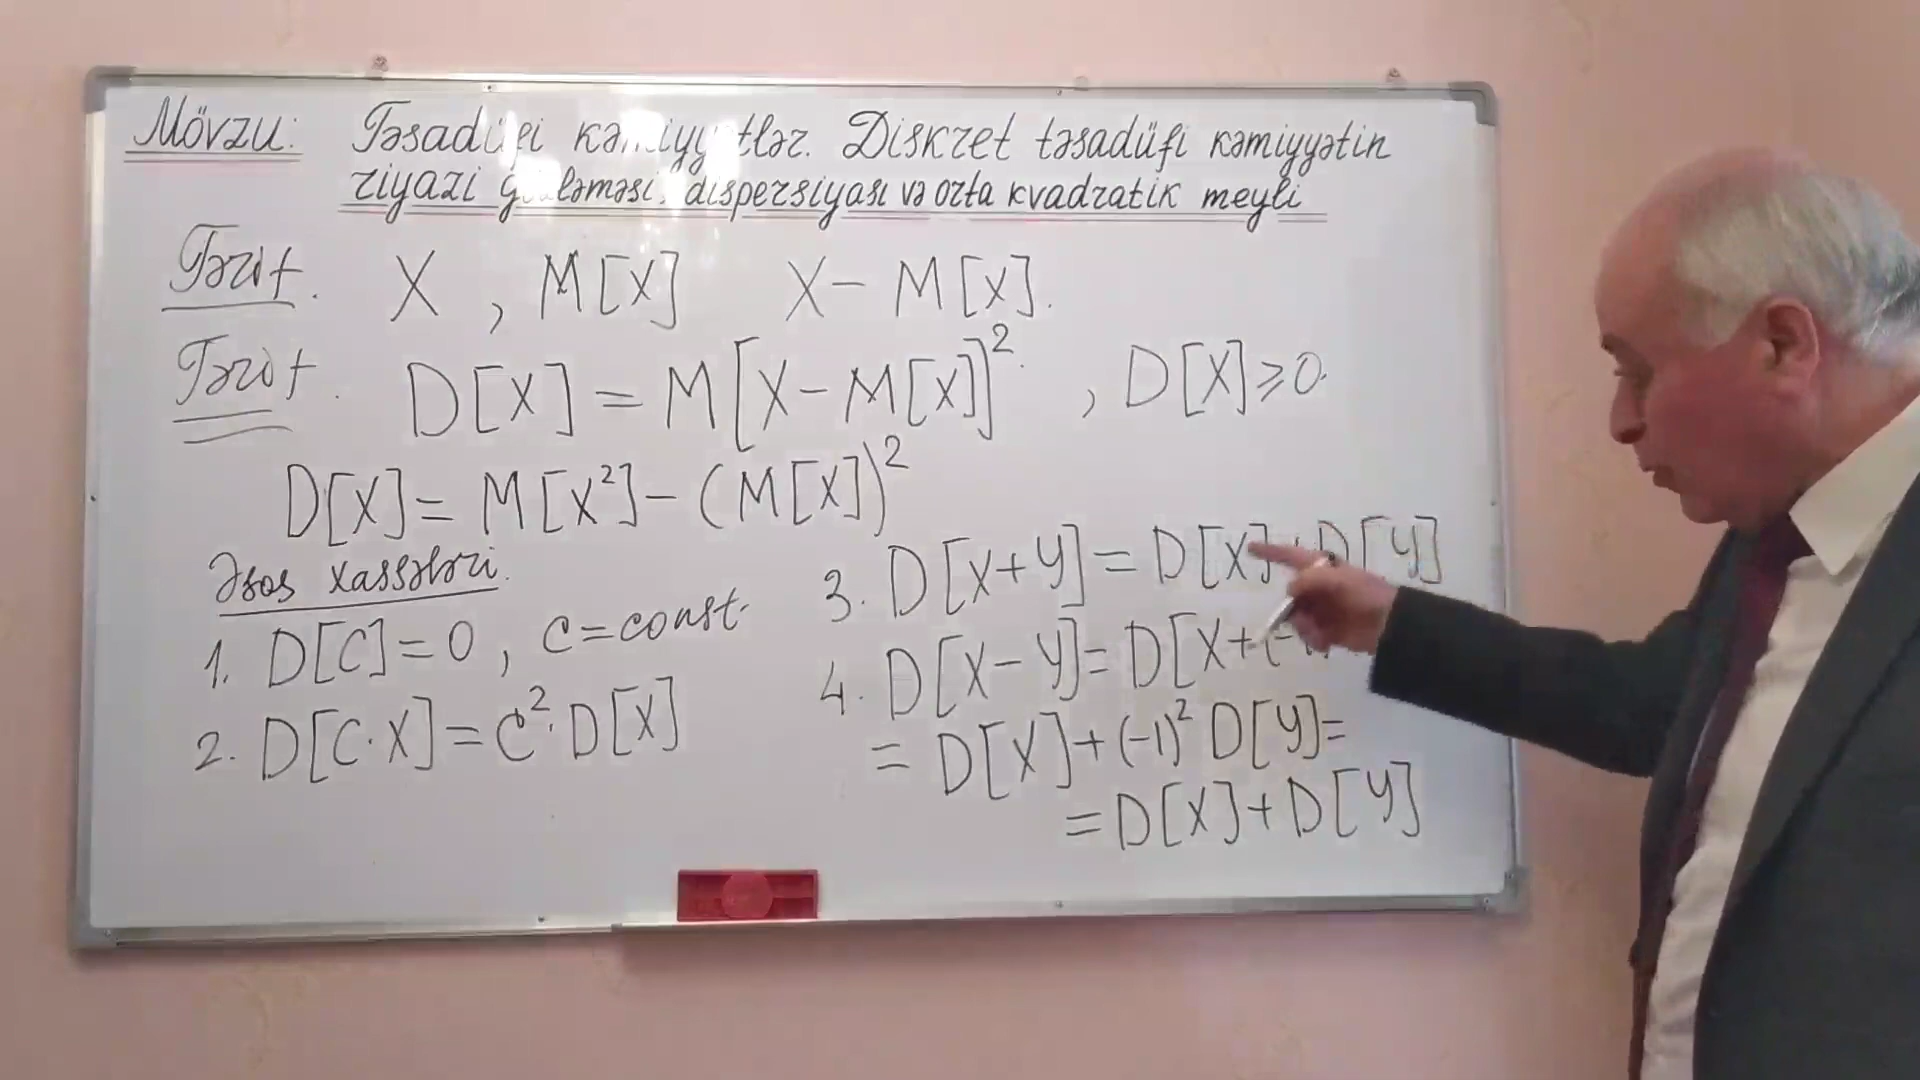 Mövzu: Təsadüfi kəmiyyətlər. Diskret təsadüfi kəmiyyətin
riyazi gözləməsi, dispersiyası və orta kvadratik meyli
Tərif. X , M[X] X - M[X].
Tərif. D[X] = M[X - M[X]]². , D[X] ⩾ 0.
D[X] = M[X²] - (M[X])²
Əsas xassələri.
1. D[C] = 0 , c = const.
2. D[C·X] = C²·D[X]
3. D[X+Y] = D[X] + D[Y]
4. D[X-Y] = D[X+(-
= D[X] + (-1)² D[Y] =
= D[X] + D[Y]